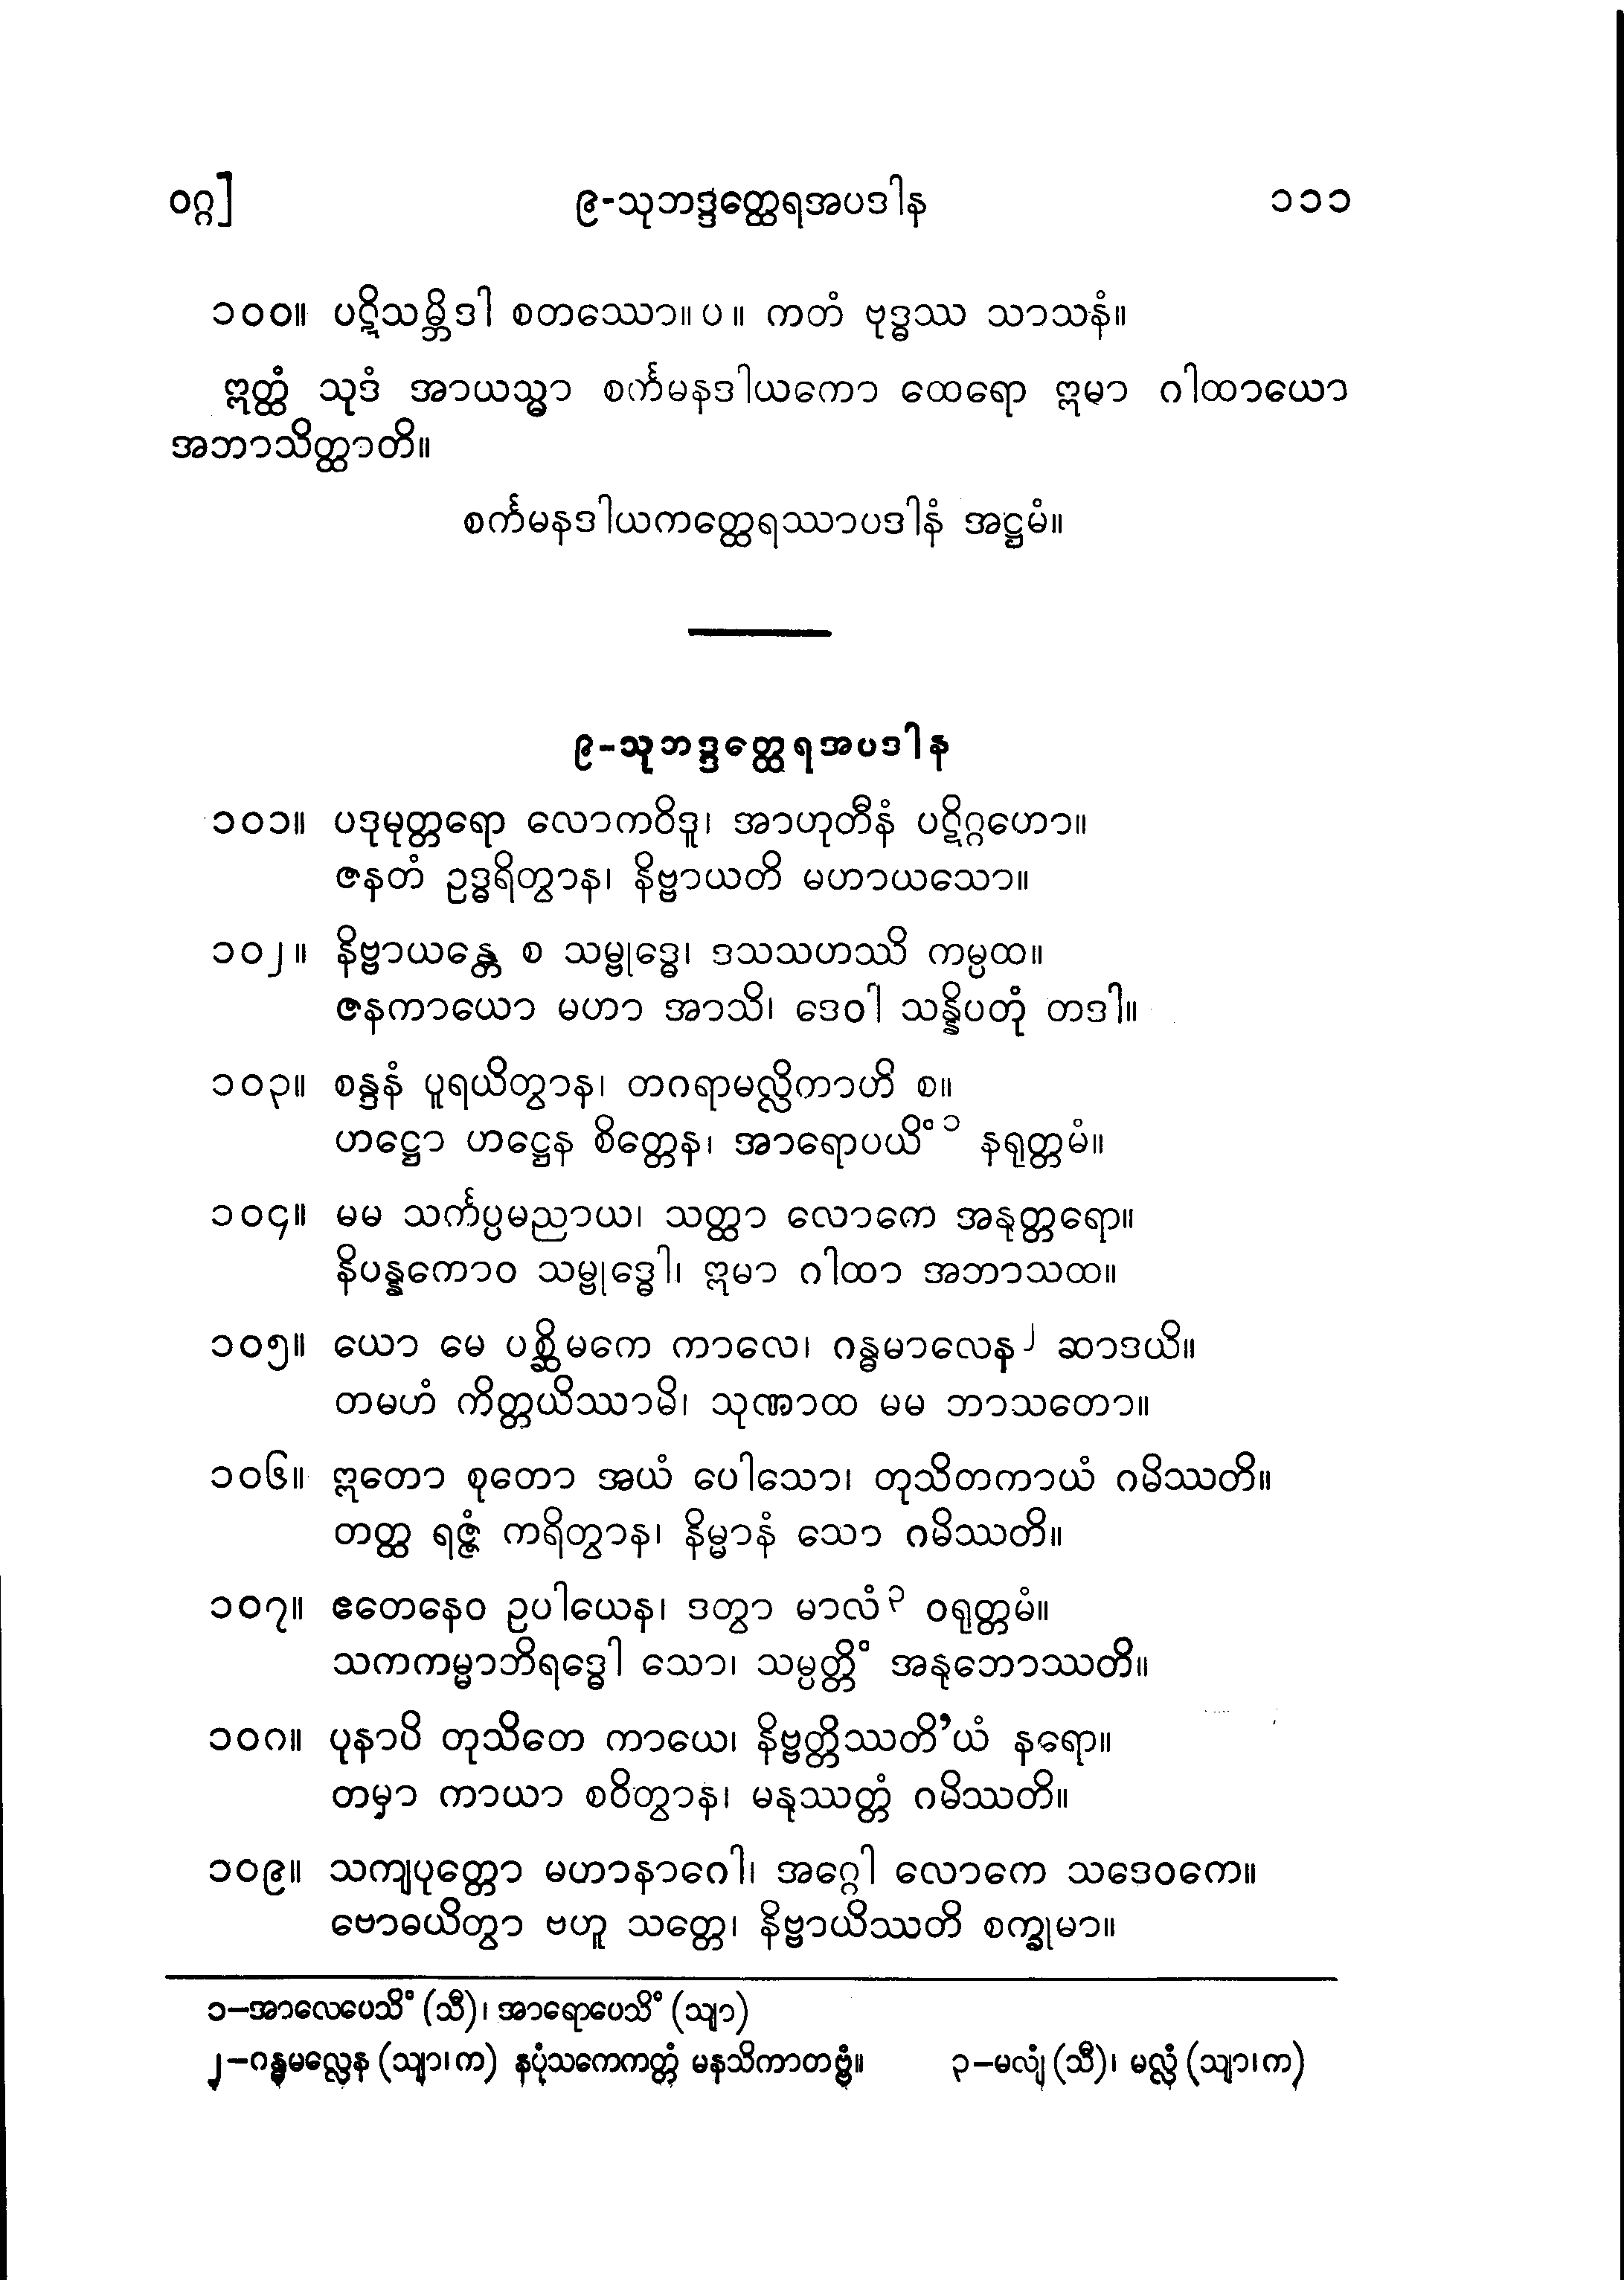 ဝဂ္ဂ]
၉-သုဘဒ္ဒတ္ထေရအပဒါန
၁၁၁
၁၀၀။ ပဋိသမ္ဘိဒါ စတဿော။ပ။ ကတံ ဗုဒ္ဓဿ သာသနံ။
ဣတ္ထံ သုဒံ အာယသ္မာ စင်္ကမနဒါယကော ထေရော ဣမာ ဂါထာယော
အဘာသိတ္ထာတိ။
စင်္ကမနဒါယကတ္ထေရဿာပဒါနံ အဋ္ဌမံ။
၉-သုဘဒ္ဒတ္ထေရအပဒါန
၁၀၁။ ပဒုမုတ္တရော လောကဝိဒူ၊ အာဟုတီနံ ပဋိဂ္ဂဟော။
ဇနတံ ဥဒ္ဓရိတွာန၊ နိဗ္ဗာယတိ မဟာယသော။
၁၀၂။ နိဗ္ဗာယန္တေ စ သမ္ဗုဒ္ဓေ၊ ဒသသဟဿိ ကမ္ပထ။
ဇနကာယော မဟာ အာသိ၊ ဒေဝါ သန္နိပတုံ တဒါ။
၁၀၃။ စန္ဒနံ ပူရယိတွာန၊ တဂရာမလ္လိကာဟိ စ။
ဟဋ္ဌော ဟဋ္ဌေန စိတ္တေန၊ အာရောပယိံ ၁ နရုတ္တမံ။
၁၀၄။ မမ သင်္ကပ္ပမညာယ၊ သတ္ထာ လောကေ အနုတ္တရော။
နိပန္နကောဝ သမ္ဗုဒ္ဓေါ၊ ဣမာ ဂါထာ အဘာသထ။
၁၀၅။ ယော မေ ပစ္ဆိမကေ ကာလေ၊ ဂန္ဓမာလေန ၂ ဆာဒယိ။
တမဟံ ကိတ္တယိဿာမိ၊ သုဏာထ မမ ဘာသတော။
၁၀၆။ ဣတော စုတော အယံ ပေါသော၊ တုသိတကာယံ ဂမိဿတိ။
တတ္ထ ရဇ္ဇံ ကရိတွာန၊ နိမ္မာနံ သော ဂမိဿတိ။
၁၀၇။ ဧတေနေဝ ဥပါယေန၊ ဒတွာ မာလံ ၃ ဝရုတ္တမံ။
သကကမ္မာဘိရဒ္ဓေါ သော၊ သမ္ပတ္တိံ အနုဘောဿတိ။
၁၀၈။ ပုနာပိ တုသိတေ ကာယေ၊ နိဗ္ဗတ္တိဿတိ’ယံ နရော။
တမှာ ကာယာ စဝိတွာန၊ မနုဿတ္တံ ဂမိဿတိ။
၁၀၉။ သကျပုတ္တော မဟာနာဂေါ၊ အဂ္ဂေါ လောကေ သဒေဝကေ။
ဗောဓယိတွာ ဗဟူ သတ္တေ၊ နိဗ္ဗာယိဿတိ စက္ခုမာ။
၁−အာလေပေသိံ (သီ)၊ အာရောပေသိံ (သျာ)
၂−ဂန္ဓမလ္လေန (သျာ၊က) နပုံသကေကတ္တံ မနသိကာတဗ္ဗံ။ ၃−မလျံ (သီ)၊ မလ္လံ (သျာ၊က)